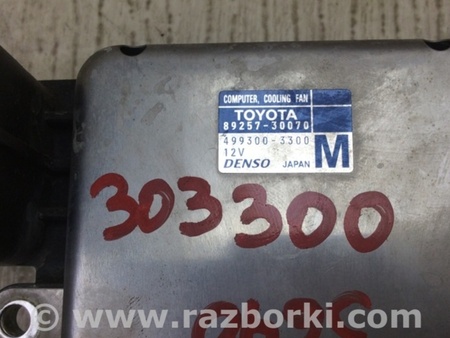 COMPUTER, COOLING FAN
TOYOTA
89257-30070
499300-3300
12V
M
DENSO JAPAN
303300
www.razborki.com